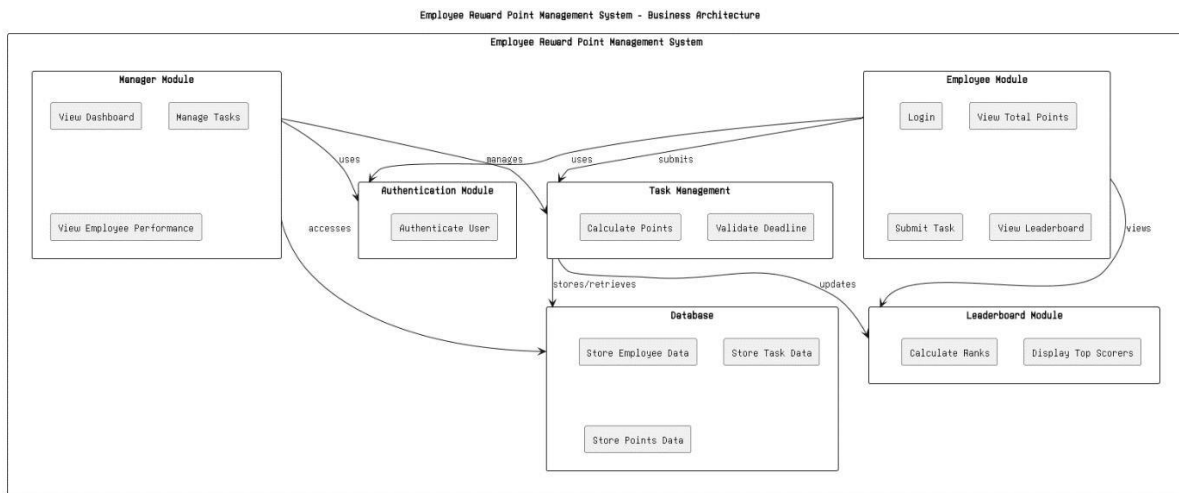 Employee Reward Point Management System - Business Architecture
Employee Reward Point Management System
Manager Module
View Dashboard
Manage Tasks
View Employee Performance
Employee Module
Login
View Total Points
Submit Task
View Leaderboard
uses
manages
uses
submits
accesses
views
Authentication Module
Authenticate User
Task Management
Calculate Points
Validate Deadline
stores/retrieves
updates
Database
Store Employee Data
Store Task Data
Store Points Data
Leaderboard Module
Calculate Ranks
Display Top Scorers